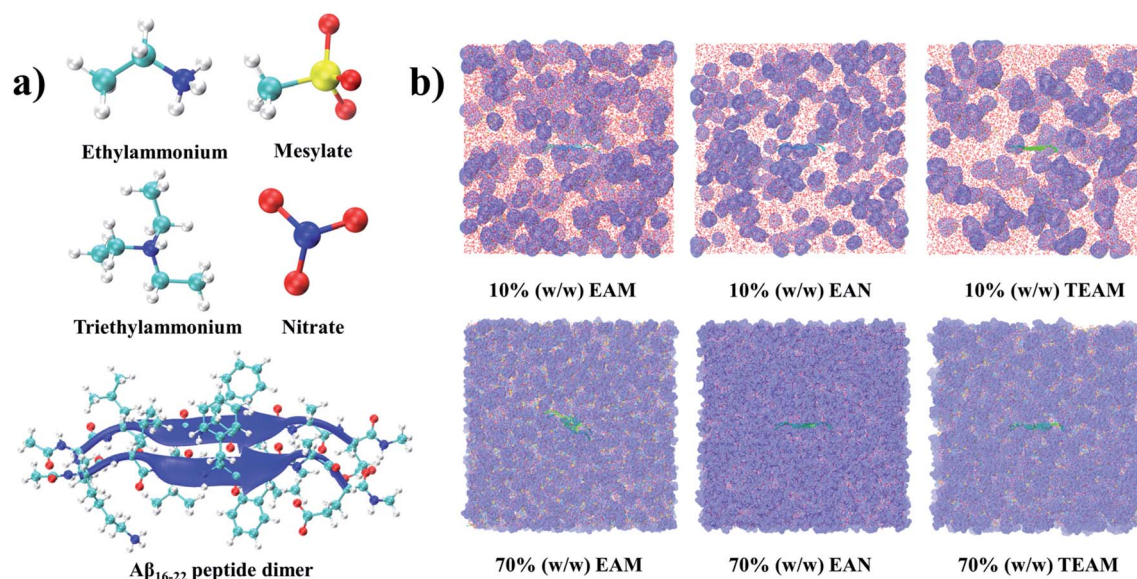 a)
Ethylammonium
Mesylate
Triethylammonium
Nitrate
Aβ16-22 peptide dimer
b)
10% (w/w) EAM
10% (w/w) EAN
10% (w/w) TEAM
70% (w/w) EAM
70% (w/w) EAN
70% (w/w) TEAM